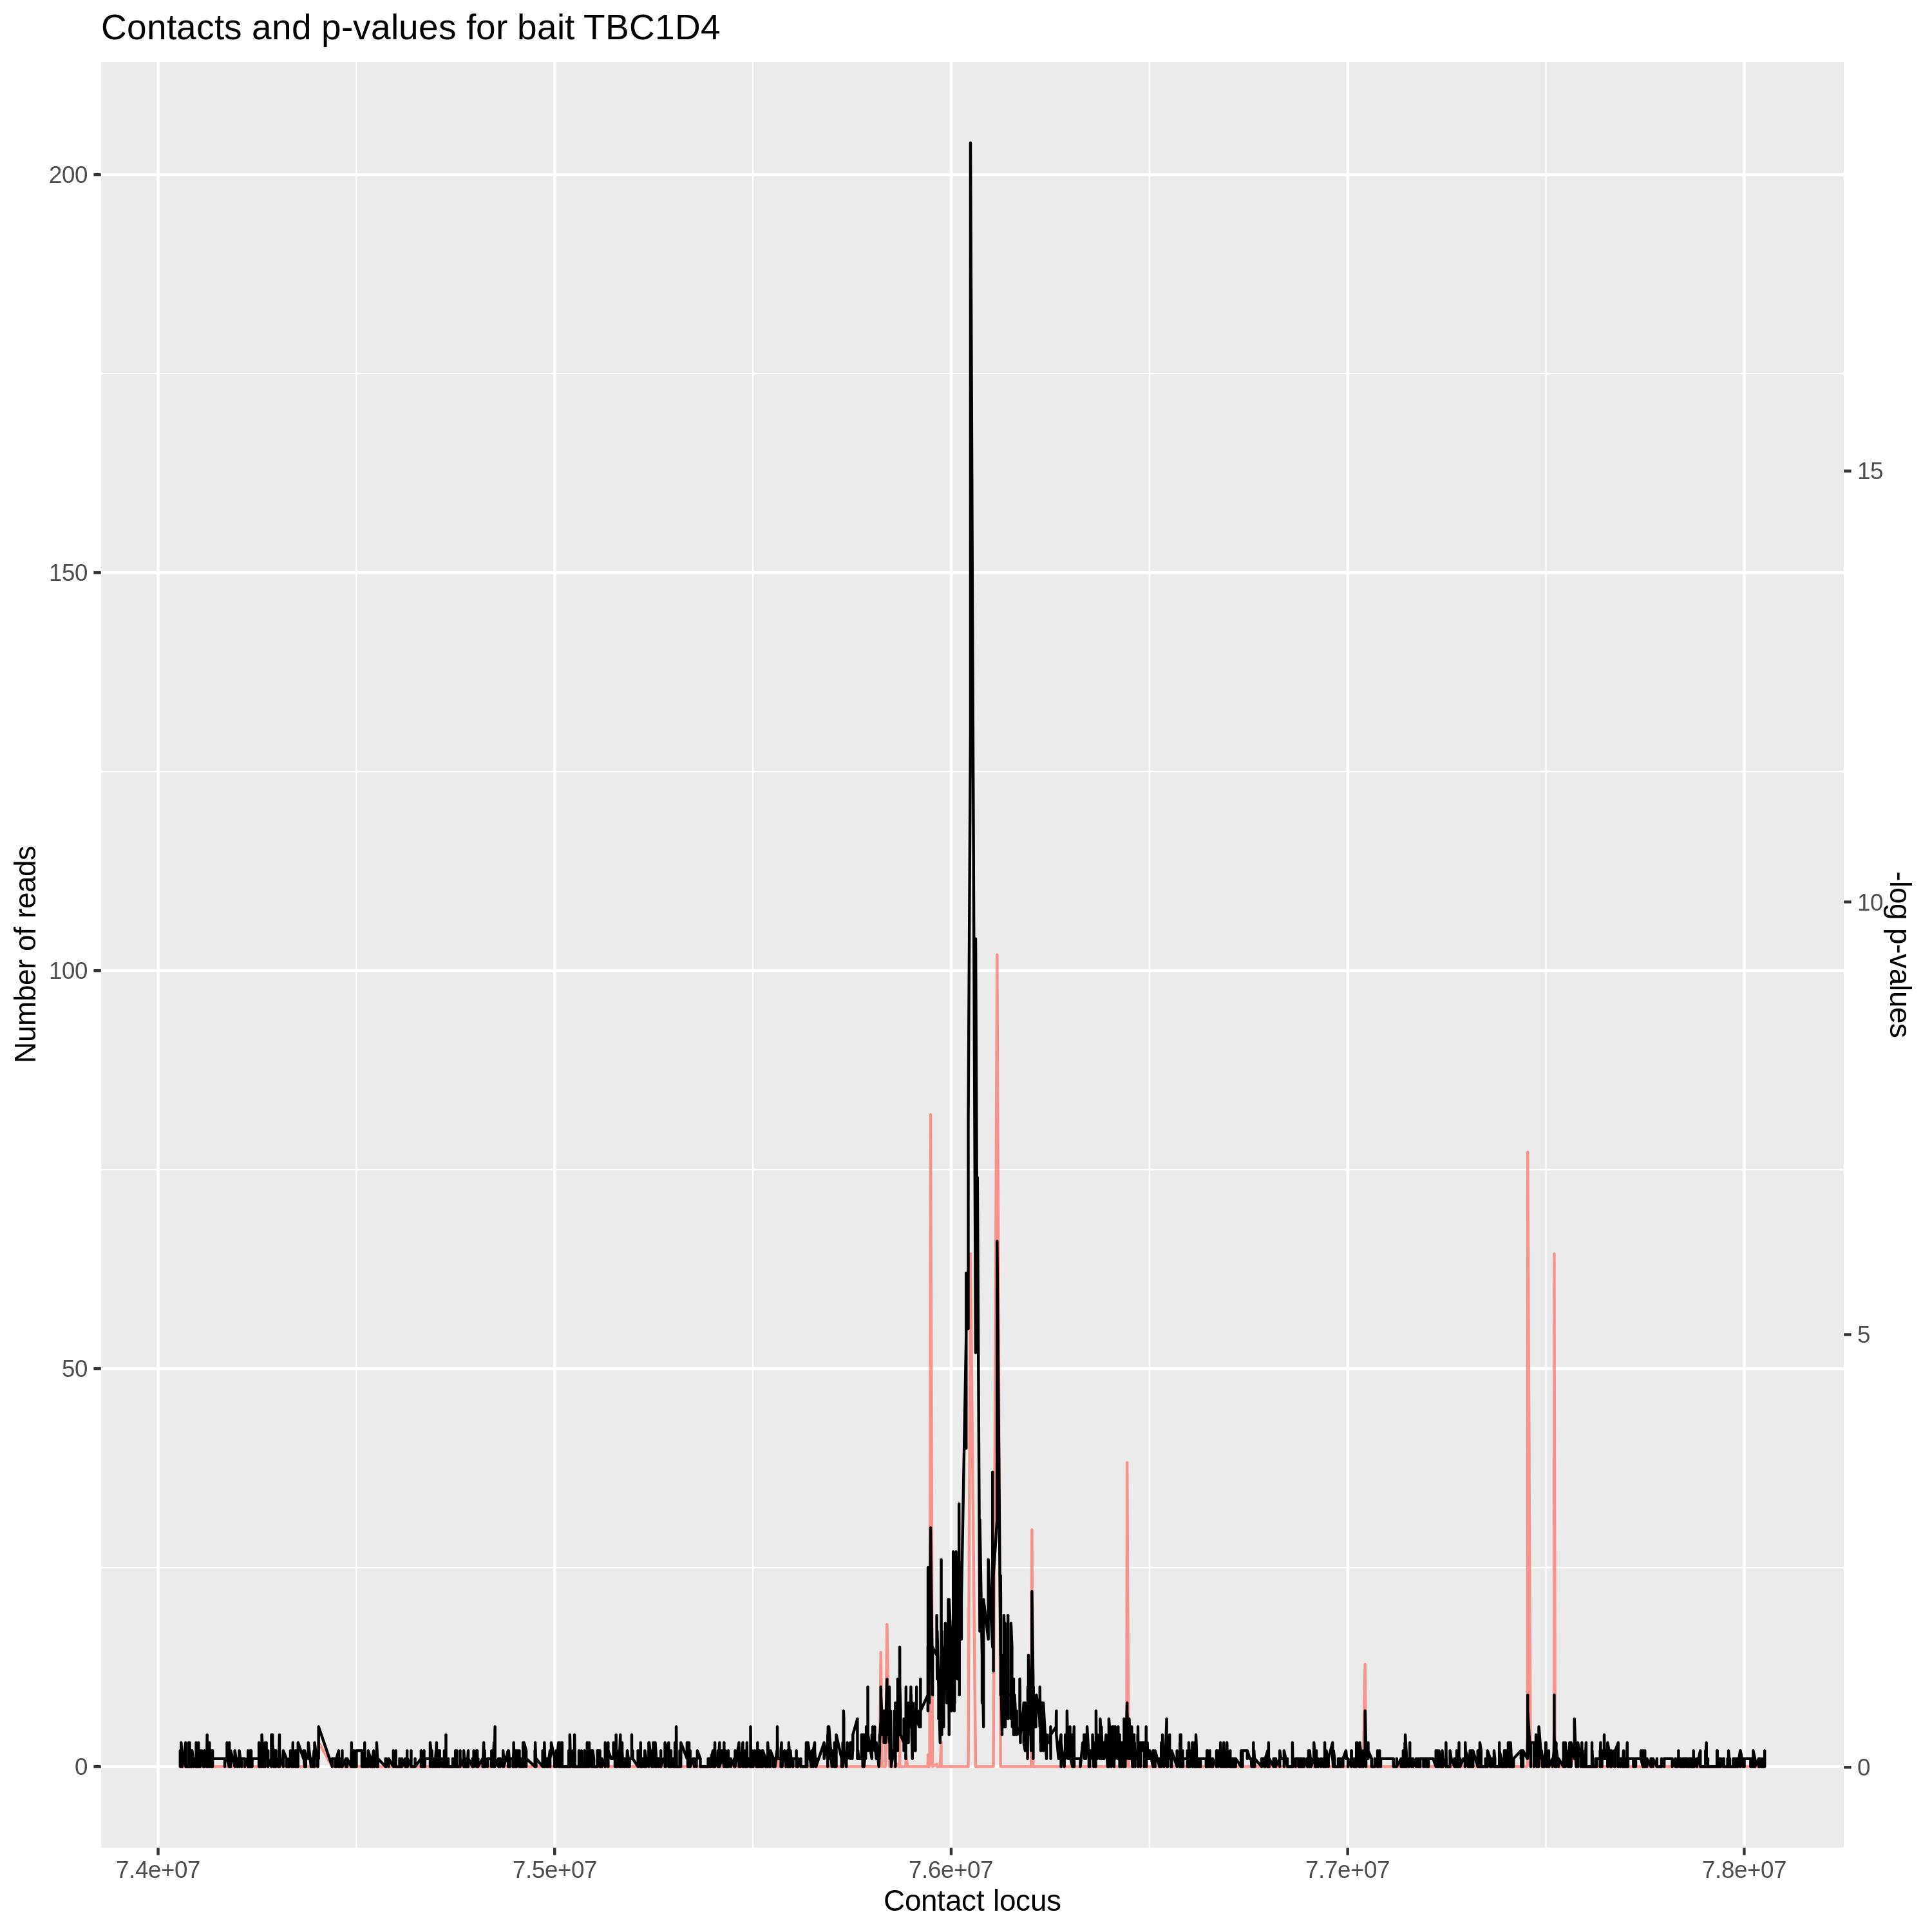 Contacts and p-values for bait TBC1D4
200
150
100
50
0
Number of reads
15
10
5
0
-log p-values
7.4e+07
7.5e+07
7.6e+07
7.7e+07
7.8e+07
Contact locus